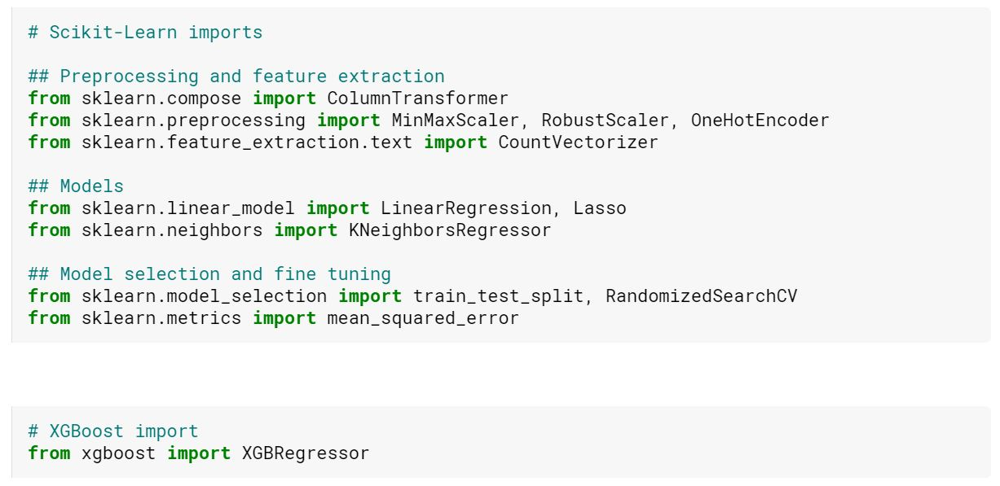 # Scikit-Learn imports
## Preprocessing and feature extraction
from sklearn.compose import ColumnTransformer
from sklearn.preprocessing import MinMaxScaler, RobustScaler, OneHotEncoder
from sklearn.feature_extraction.text import CountVectorizer
## Models
from sklearn.linear_model import LinearRegression, Lasso
from sklearn.neighbors import KNeighborsRegressor
## Model selection and fine tuning
from sklearn.model_selection import train_test_split, RandomizedSearchCV
from sklearn.metrics import mean_squared_error
# XGBoost import
from xgboost import XGBRegressor